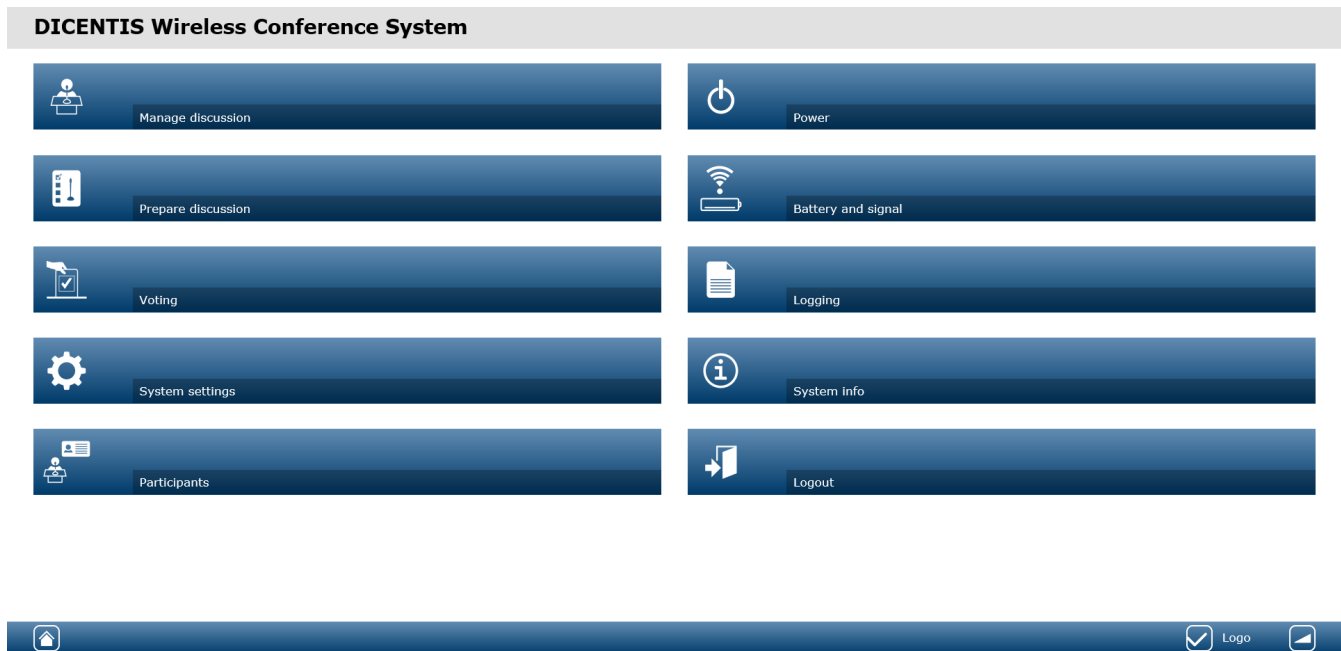 DICENTIS Wireless Conference System
Manage discussion
Power
Prepare discussion
Battery and signal
Voting
Logging
System settings
System info
Participants
Logout
Logo